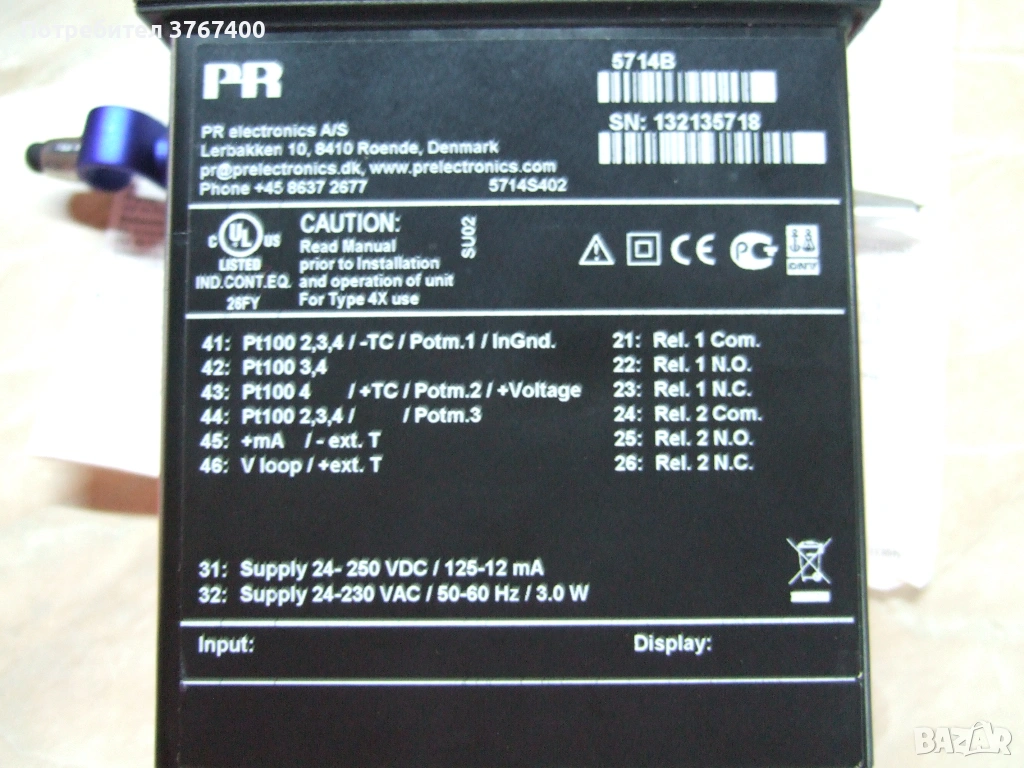 Потребител 3767400
PR
5714B
SN: 132135718
PR electronics A/S
Lerbakken 10, 8410 Roende, Denmark
pr@prelectronics.dk, www.prelectronics.com
Phone +45 8637 2677
5714S402
C UL US
LISTED
IND.CONT.EQ.
26FY
CAUTION:
Read Manual
prior to Installation
and operation of unit
For Type 4X use
SU02
CE
DNV
41: Pt100 2,3,4 / -TC / Potm.1 / InGnd.
42: Pt100 3,4
43: Pt100 4 / +TC / Potm.2 / +Voltage
44: Pt100 2,3,4 / / Potm.3
45: +mA / - ext. T
46: V loop / +ext. T
21: Rel. 1 Com.
22: Rel. 1 N.O.
23: Rel. 1 N.C.
24: Rel. 2 Com.
25: Rel. 2 N.O.
26: Rel. 2 N.C.
31: Supply 24- 250 VDC / 125-12 mA
32: Supply 24-230 VAC / 50-60 Hz / 3.0 W
Input:
Display:
BAZAR